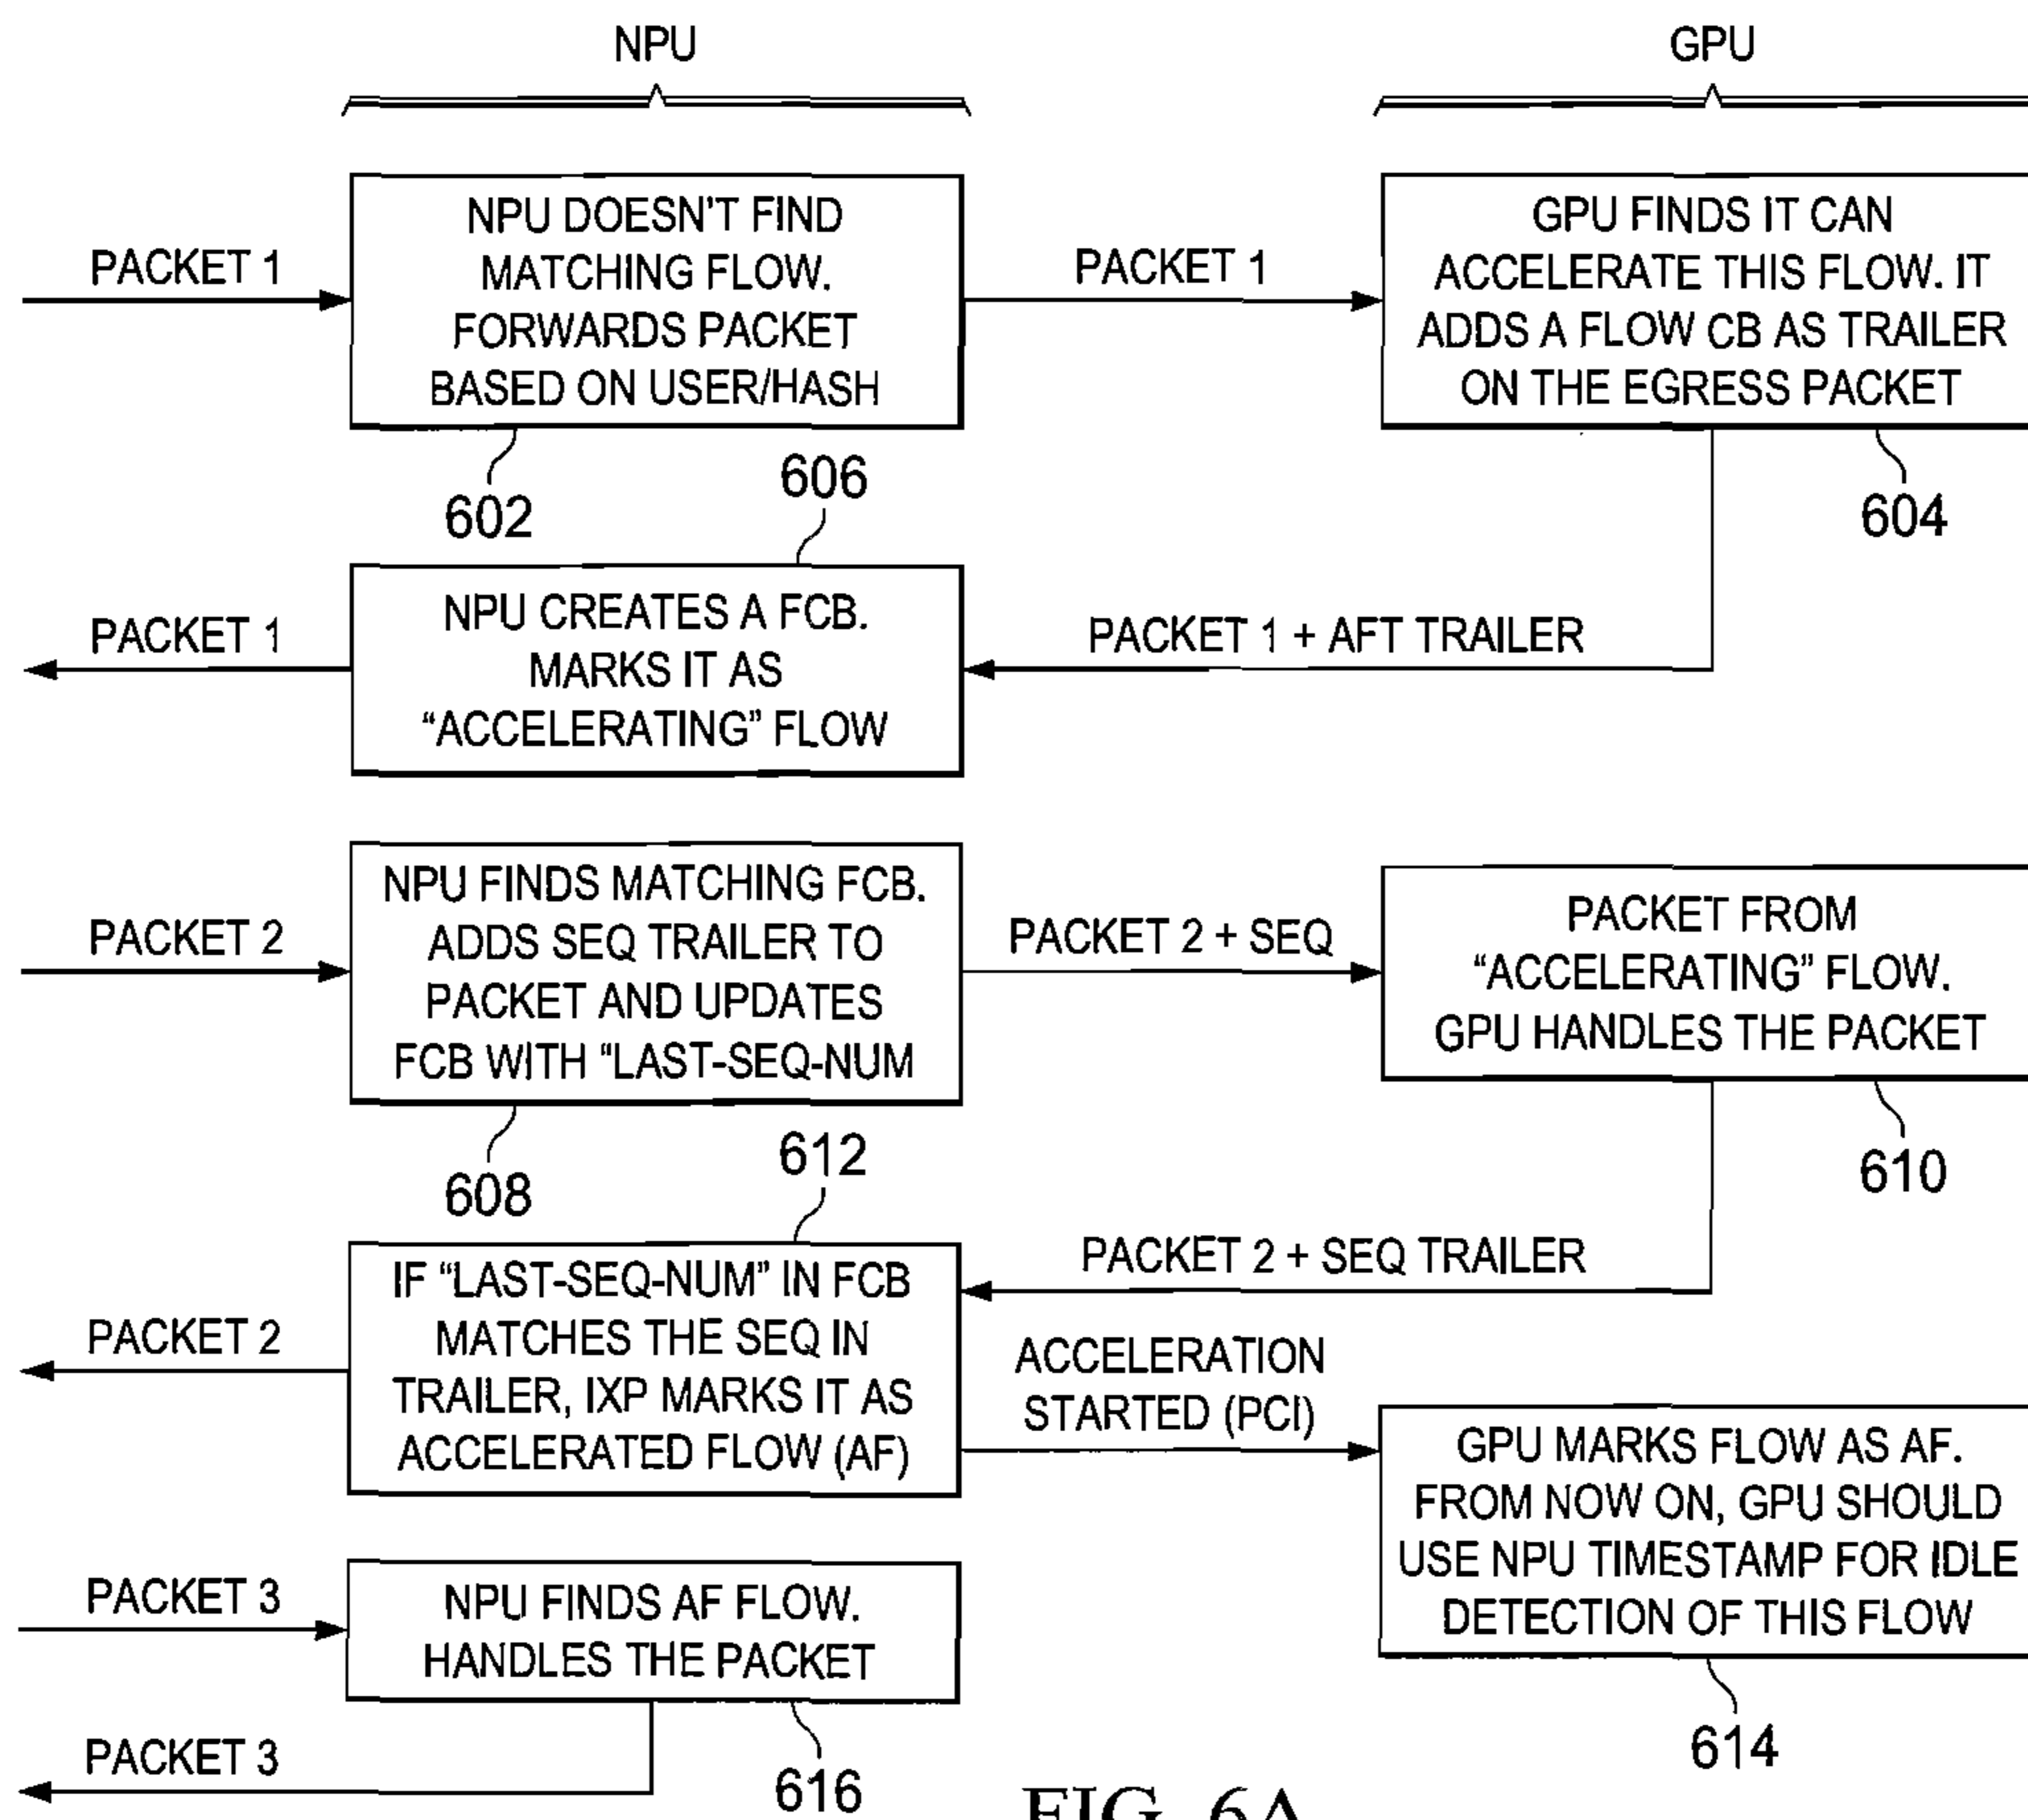 NPU
GPU
PACKET 1
NPU DOESN'T FIND
MATCHING FLOW.
FORWARDS PACKET
BASED ON USER/HASH
602
PACKET 1
GPU FINDS IT CAN
ACCELERATE THIS FLOW. IT
ADDS A FLOW CB AS TRAILER
ON THE EGRESS PACKET
604
606
PACKET 1
NPU CREATES A FCB.
MARKS IT AS
“ACCELERATING” FLOW
PACKET 1 + AFT TRAILER
PACKET 2
NPU FINDS MATCHING FCB.
ADDS SEQ TRAILER TO
PACKET AND UPDATES
FCB WITH “LAST-SEQ-NUM
608
PACKET 2 + SEQ
PACKET FROM
“ACCELERATING” FLOW.
GPU HANDLES THE PACKET
610
612
PACKET 2
IF “LAST-SEQ-NUM” IN FCB
MATCHES THE SEQ IN
TRAILER, IXP MARKS IT AS
ACCELERATED FLOW (AF)
PACKET 2 + SEQ TRAILER
ACCELERATION
STARTED (PCI)
GPU MARKS FLOW AS AF.
FROM NOW ON, GPU SHOULD
USE NPU TIMESTAMP FOR IDLE
DETECTION OF THIS FLOW
614
PACKET 3
NPU FINDS AF FLOW.
HANDLES THE PACKET
616
PACKET 3
FIG. 6A